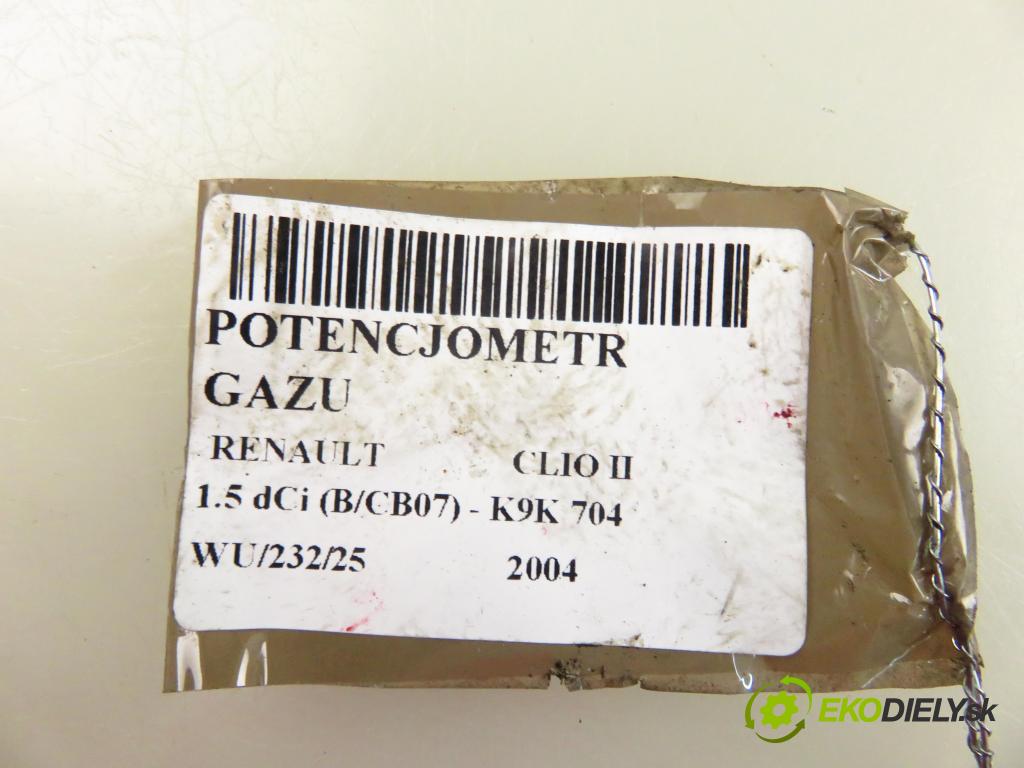 POTENCJOMETR
GAZU
RENAULT CLIO II
1.5 dCi (B/CB07) - K9K 704
WU/232/25 2004
EKODIELY.sk